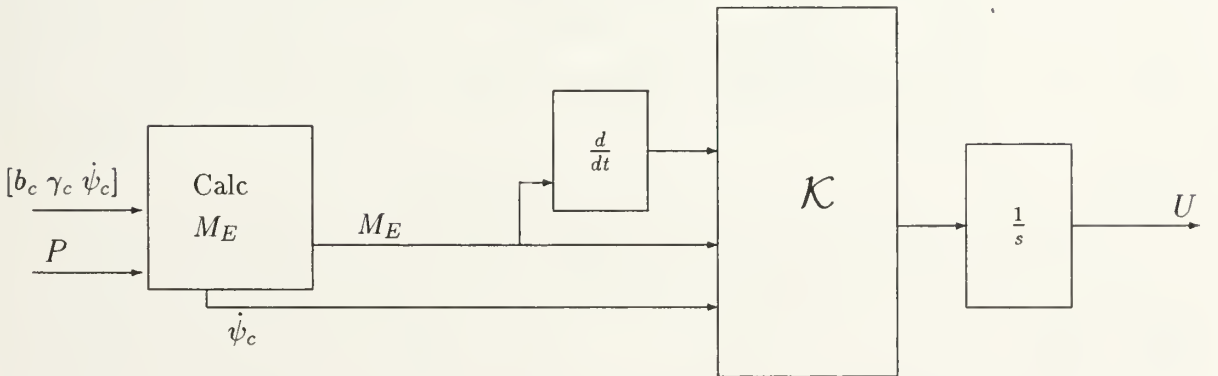 [b_c γ_c ψ̇_c]
P
Calc
M_E
M_E
ψ̇_c
d/dt
𝒦
1/s
U